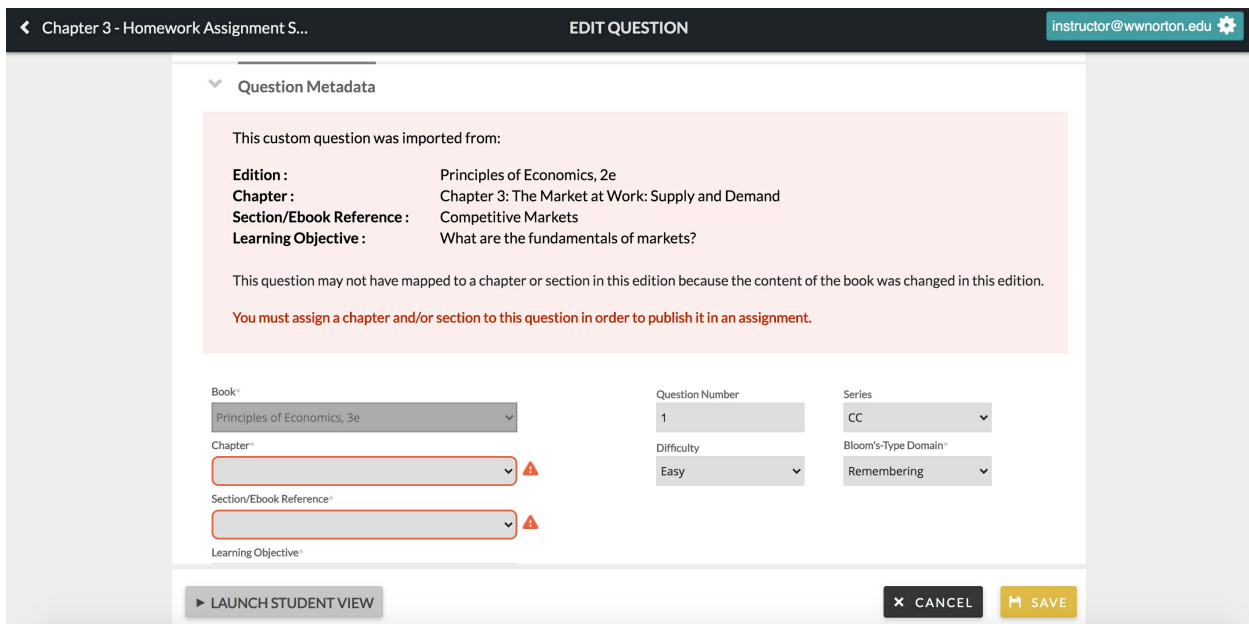 Chapter 3 - Homework Assignment S...
EDIT QUESTION
instructor@wwnorton.edu
Question Metadata
This custom question was imported from:
Edition : Principles of Economics, 2e
Chapter : Chapter 3: The Market at Work: Supply and Demand
Section/Ebook Reference : Competitive Markets
Learning Objective : What are the fundamentals of markets?
This question may not have mapped to a chapter or section in this edition because the content of the book was changed in this edition.
You must assign a chapter and/or section to this question in order to publish it in an assignment.
Book* Question Number Series
Principles of Economics, 3e 1 CC
Chapter* Difficulty Bloom's-Type Domain*
Easy Remembering
Section/Ebook Reference*
Learning Objective*
LAUNCH STUDENT VIEW CANCEL SAVE